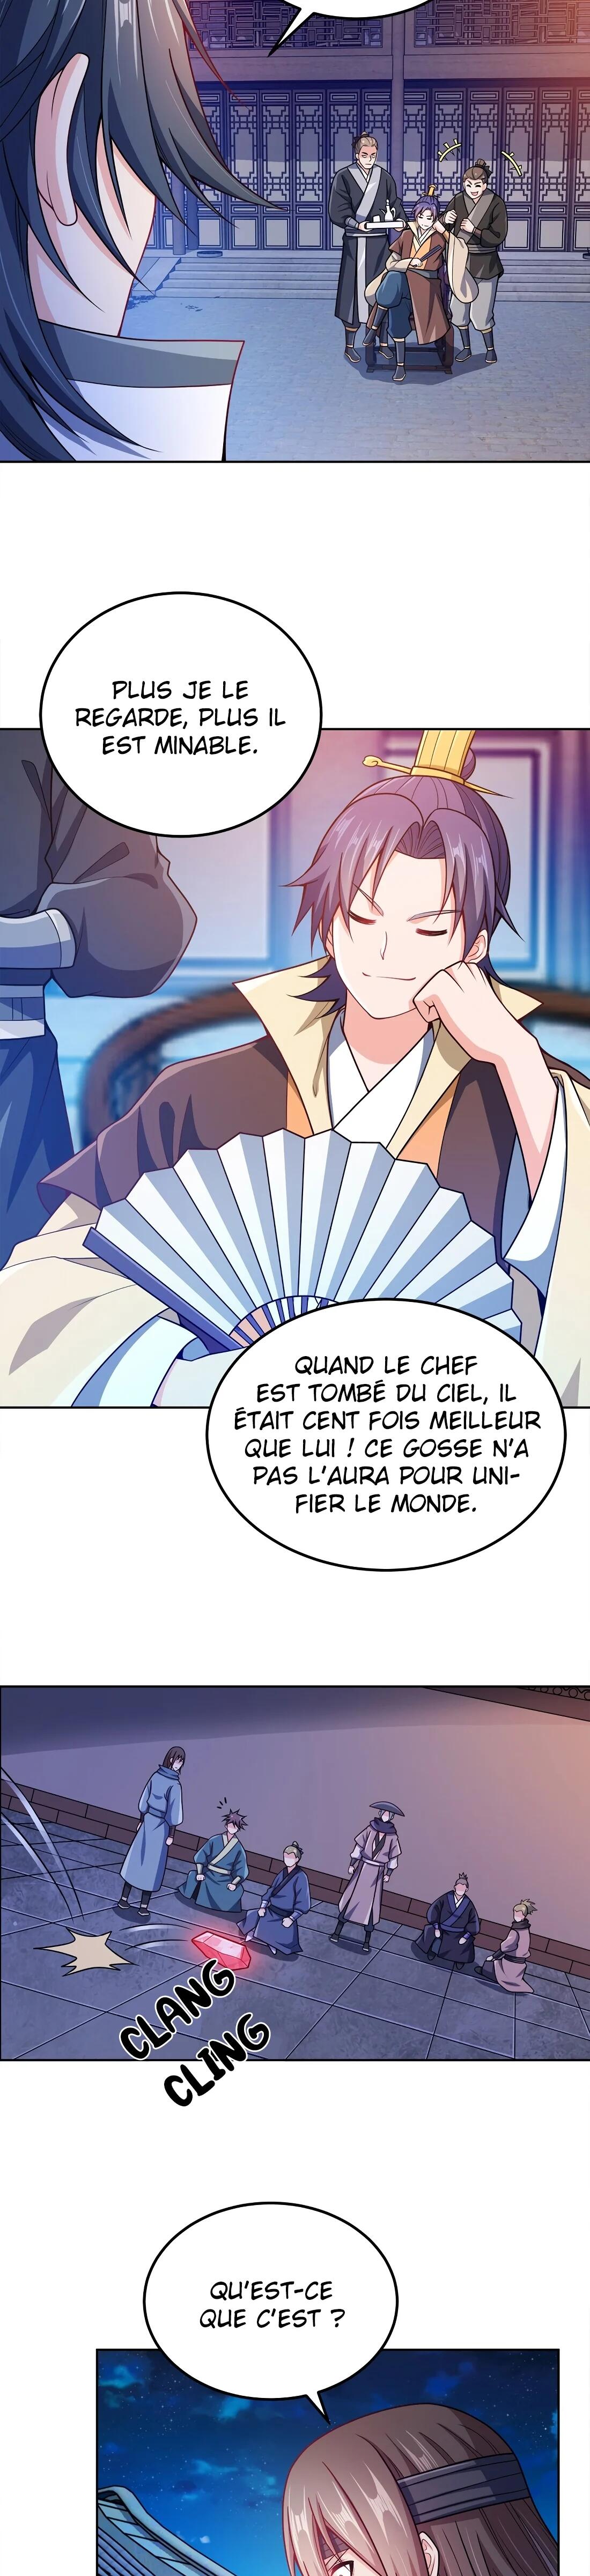 PLUS JE LE
REGARDE, PLUS IL
EST MINABLE.
QUAND LE CHEF
EST TOMBÉ DU CIEL, IL
ÉTAIT CENT FOIS MEILLEUR
QUE LUI ! CE GOSSE N'A
PAS L'AURA POUR UNI-
FIER LE MONDE.
CLANG
CLING
QU'EST-CE
QUE C'EST ?